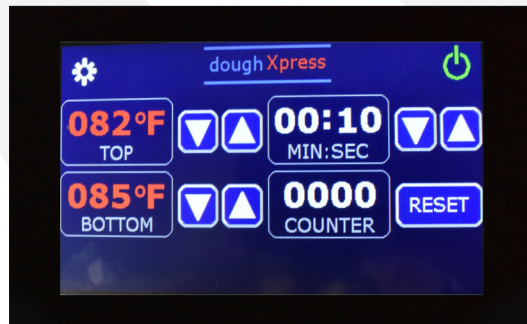 doughXpress
082°F
TOP
00:10
MIN:SEC
085°F
BOTTOM
0000
COUNTER
RESET